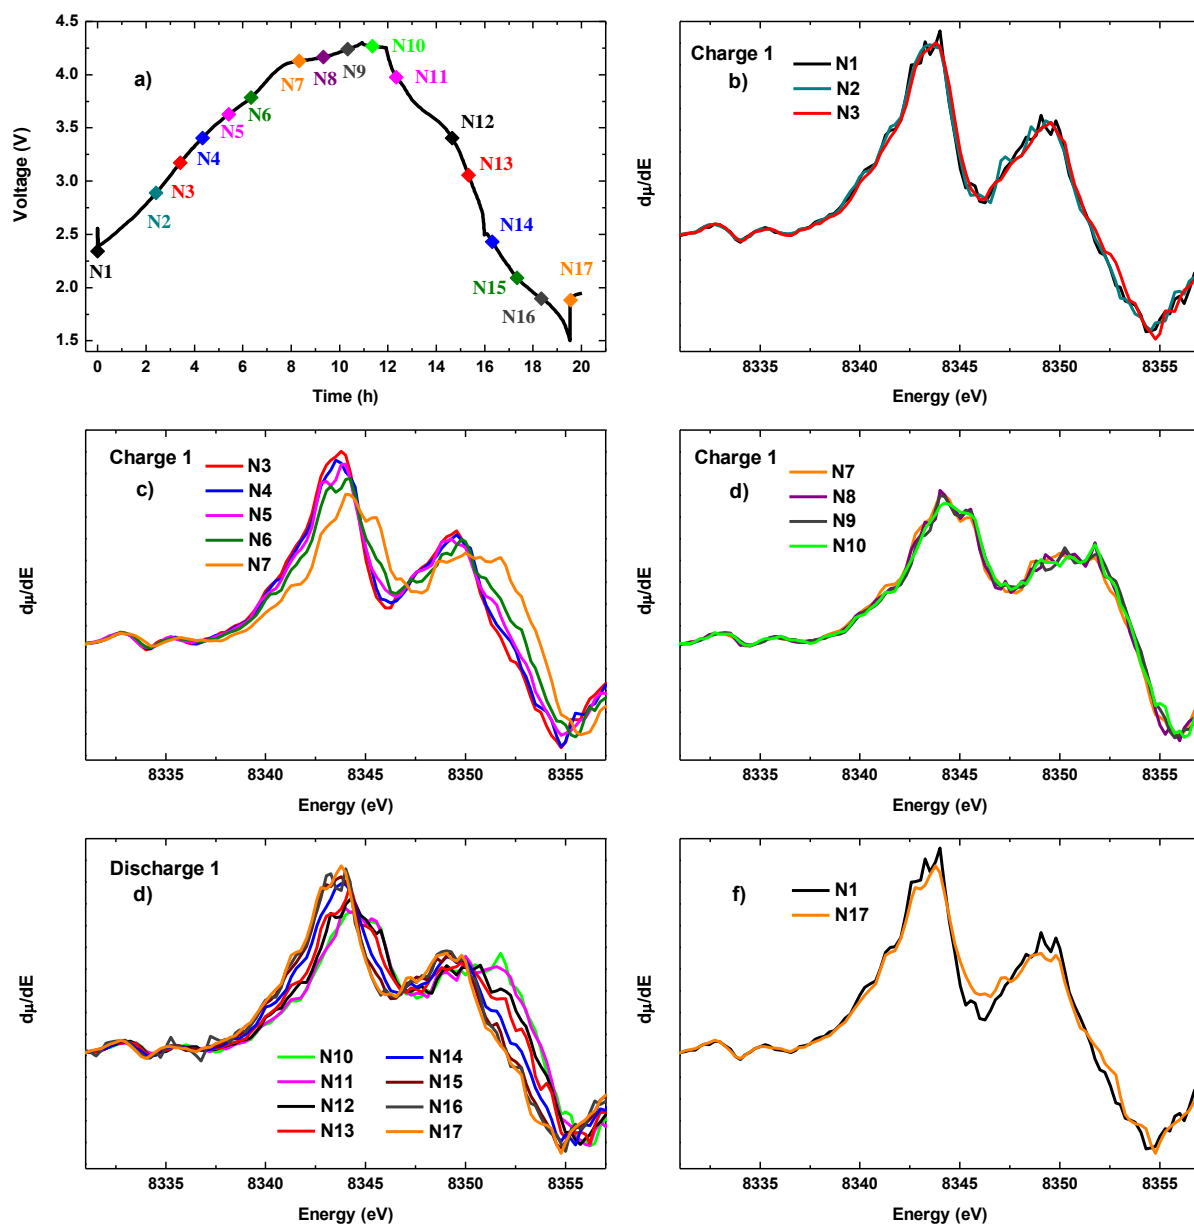 a)
4.5
4.0
3.5
3.0
2.5
2.0
1.5
Voltage (V)
N1
N2
N3
N4
N5
N6
N7
N8
N9
N10
N11
N12
N13
N14
N15
N16
N17
0 2 4 6 8 10 12 14 16 18 20
Time (h)
Charge 1
b)
N1
N2
N3
dμ/dE
8335 8340 8345 8350 8355
Energy (eV)
Charge 1
c)
N3
N4
N5
N6
N7
dμ/dE
8335 8340 8345 8350 8355
Energy (eV)
Charge 1
d)
N7
N8
N9
N10
dμ/dE
8335 8340 8345 8350 8355
Energy (eV)
Discharge 1
d)
N10 N14
N11 N15
N12 N16
N13 N17
dμ/dE
8335 8340 8345 8350 8355
Energy (eV)
f)
N1
N17
dμ/dE
8335 8340 8345 8350 8355
Energy (eV)